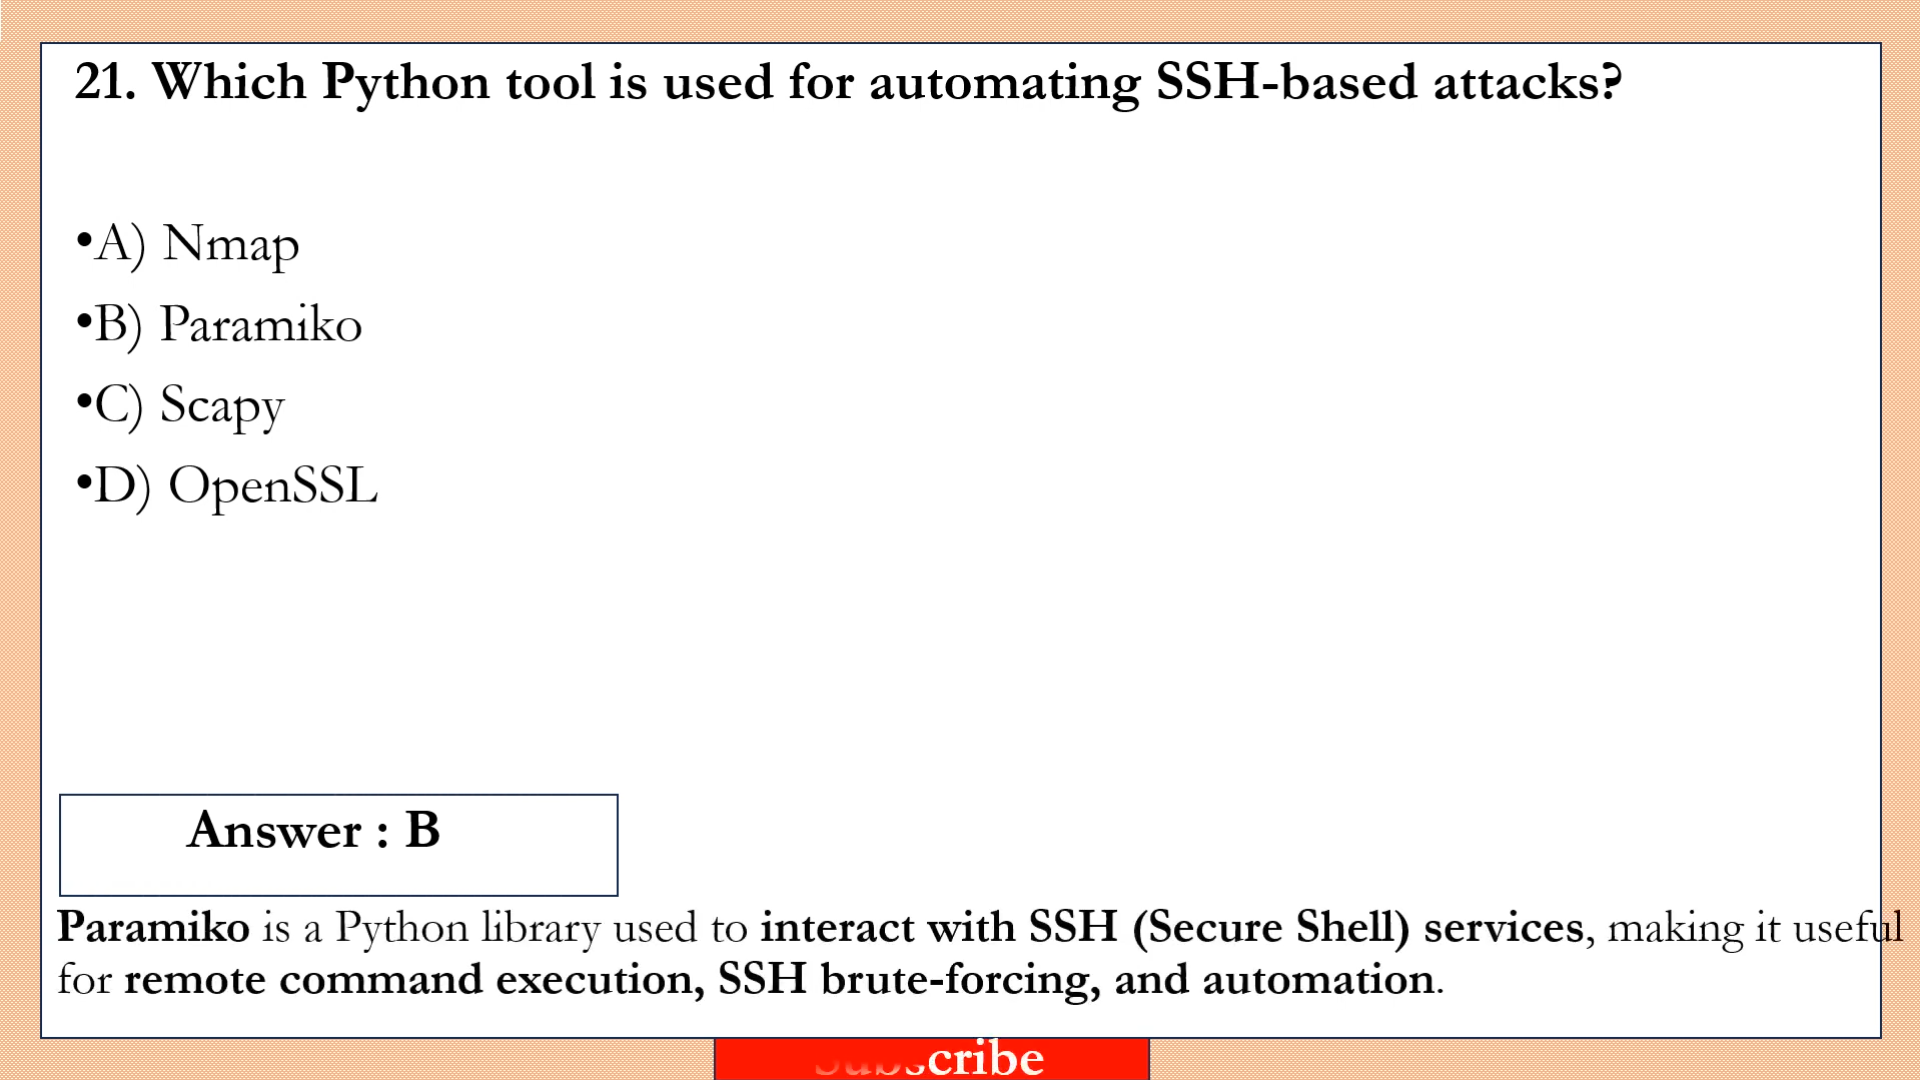 21. Which Python tool is used for automating SSH-based attacks?
•A) Nmap
•B) Paramiko
•C) Scapy
•D) OpenSSL
Answer : B
Paramiko is a Python library used to interact with SSH (Secure Shell) services, making it useful
for remote command execution, SSH brute-forcing, and automation.
Subscribe